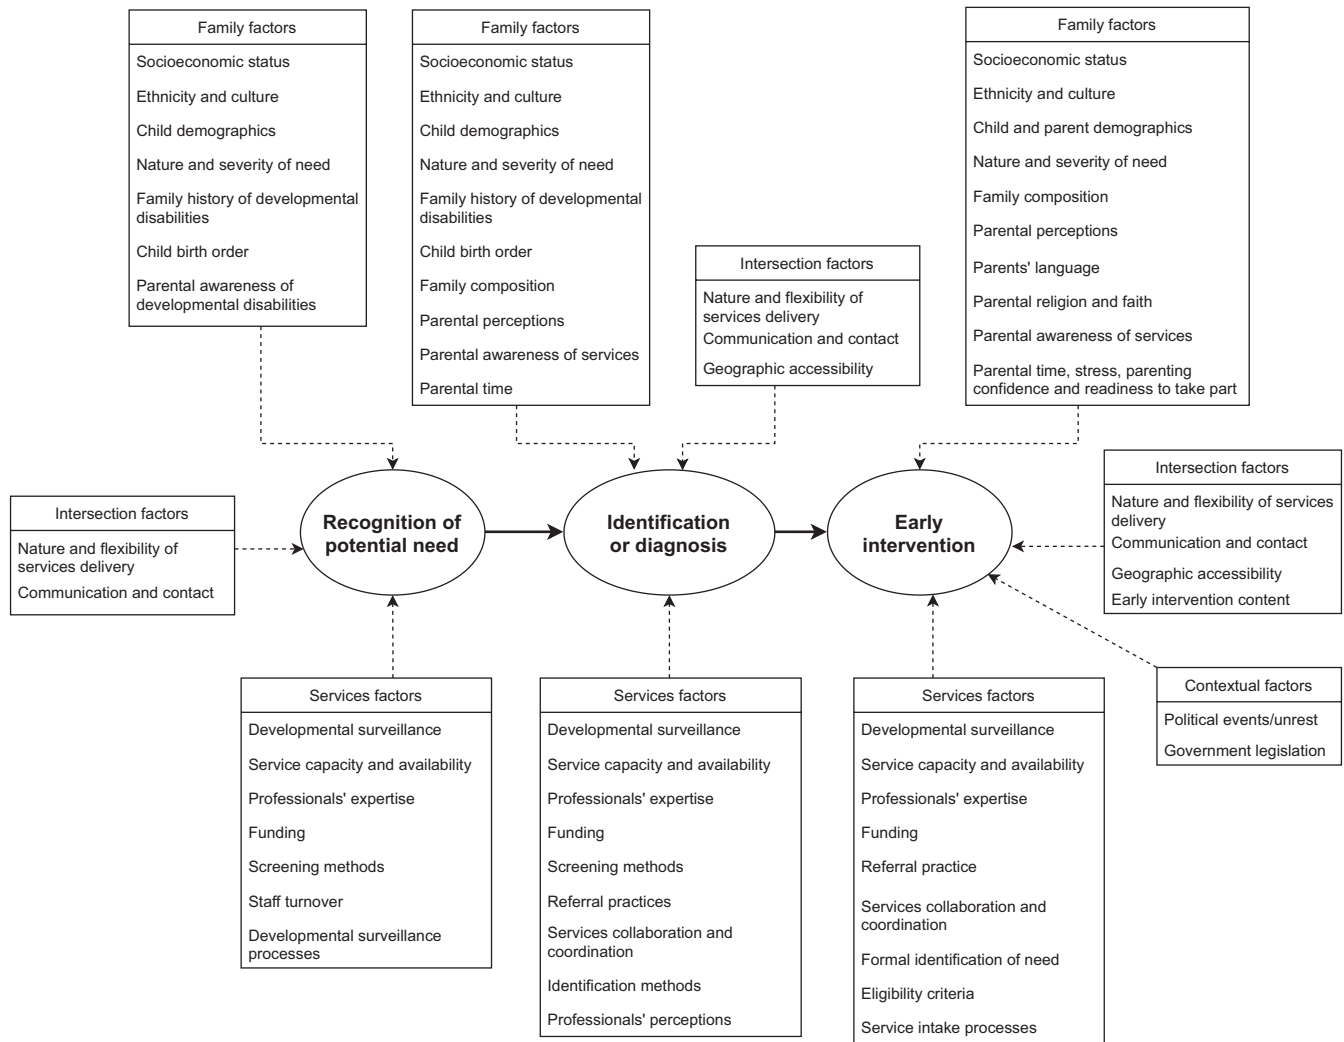 Family factors
Socioeconomic status
Ethnicity and culture
Child demographics
Nature and severity of need
Family history of developmental
disabilities
Child birth order
Parental awareness of
developmental disabilities
Family factors
Socioeconomic status
Ethnicity and culture
Child demographics
Nature and severity of need
Family history of developmental
disabilities
Child birth order
Family composition
Parental perceptions
Parental awareness of services
Parental time
Intersection factors
Nature and flexibility of
services delivery
Communication and contact
Geographic accessibility
Family factors
Socioeconomic status
Ethnicity and culture
Child and parent demographics
Nature and severity of need
Family composition
Parental perceptions
Parents' language
Parental religion and faith
Parental awareness of services
Parental time, stress, parenting
confidence and readiness to take part
Intersection factors
Nature and flexibility of
services delivery
Communication and contact
Recognition of
potential need
Identification
or diagnosis
Early
intervention
Intersection factors
Nature and flexibility of services
delivery
Communication and contact
Geographic accessibility
Early intervention content
Services factors
Developmental surveillance
Service capacity and availability
Professionals' expertise
Funding
Screening methods
Staff turnover
Developmental surveillance
processes
Services factors
Developmental surveillance
Service capacity and availability
Professionals' expertise
Funding
Screening methods
Referral practices
Services collaboration and
coordination
Identification methods
Professionals' perceptions
Services factors
Developmental surveillance
Service capacity and availability
Professionals' expertise
Funding
Referral practice
Services collaboration and
coordination
Formal identification of need
Eligibility criteria
Service intake processes
Contextual factors
Political events/unrest
Government legislation